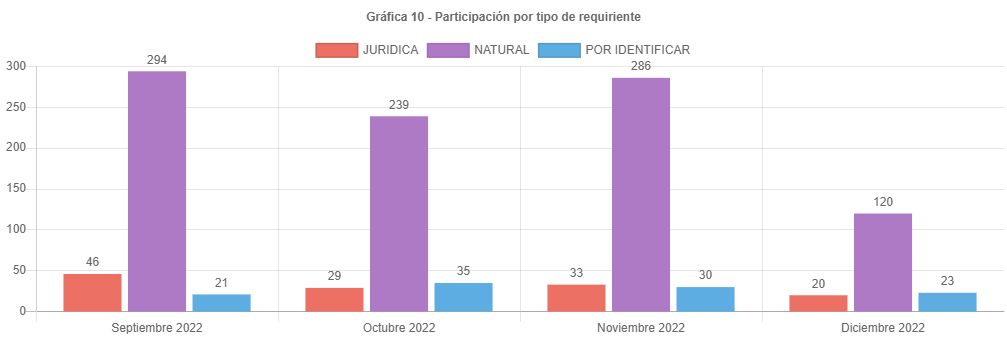 Gráfica 10 - Participación por tipo de requiriente
JURIDICA NATURAL POR IDENTIFICAR
300
250
200
150
100
50
0
46 294 21
29 239 35
33 286 30
20 120 23
Septiembre 2022 Octubre 2022 Noviembre 2022 Diciembre 2022